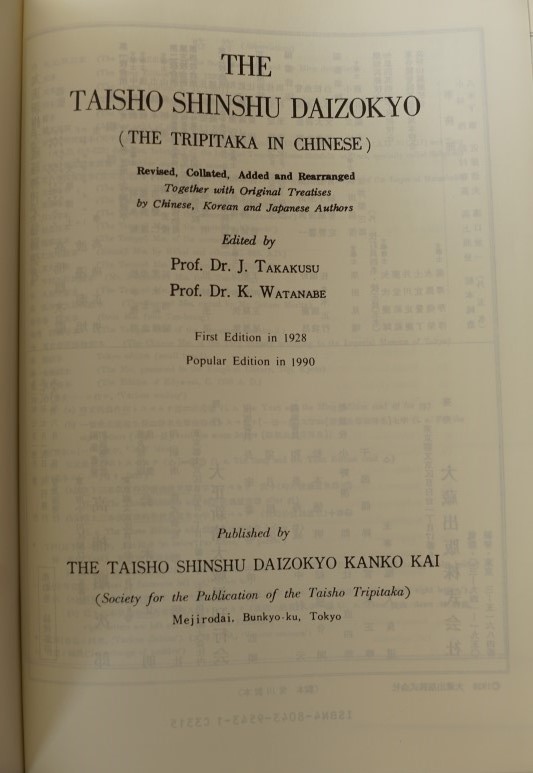 THE
TAISHO SHINSHU DAIZOKYO
(THE TRIPITAKA IN CHINESE)
Revised, Collated, Added and Rearranged
Together with Original Treatises
by Chinese, Korean and Japanese Authors
Edited by
Prof. Dr. J. TAKAKUSU
Prof. Dr. K. WATANABE
First Edition in 1928
Popular Edition in 1990
Published by
THE TAISHO SHINSHU DAIZOKYO KANKO KAI
(Society for the Publication of the Taisho Tripitaka)
Mejirodai, Bunkyo-ku, Tokyo